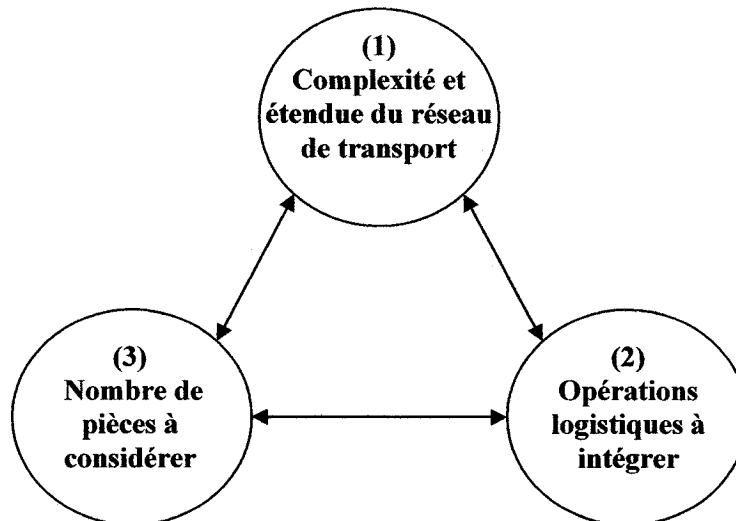 (1)
Complexité et
étendue du réseau
de transport
(3)
Nombre de
pièces à
considérer
(2)
Opérations
logistiques à
intégrer